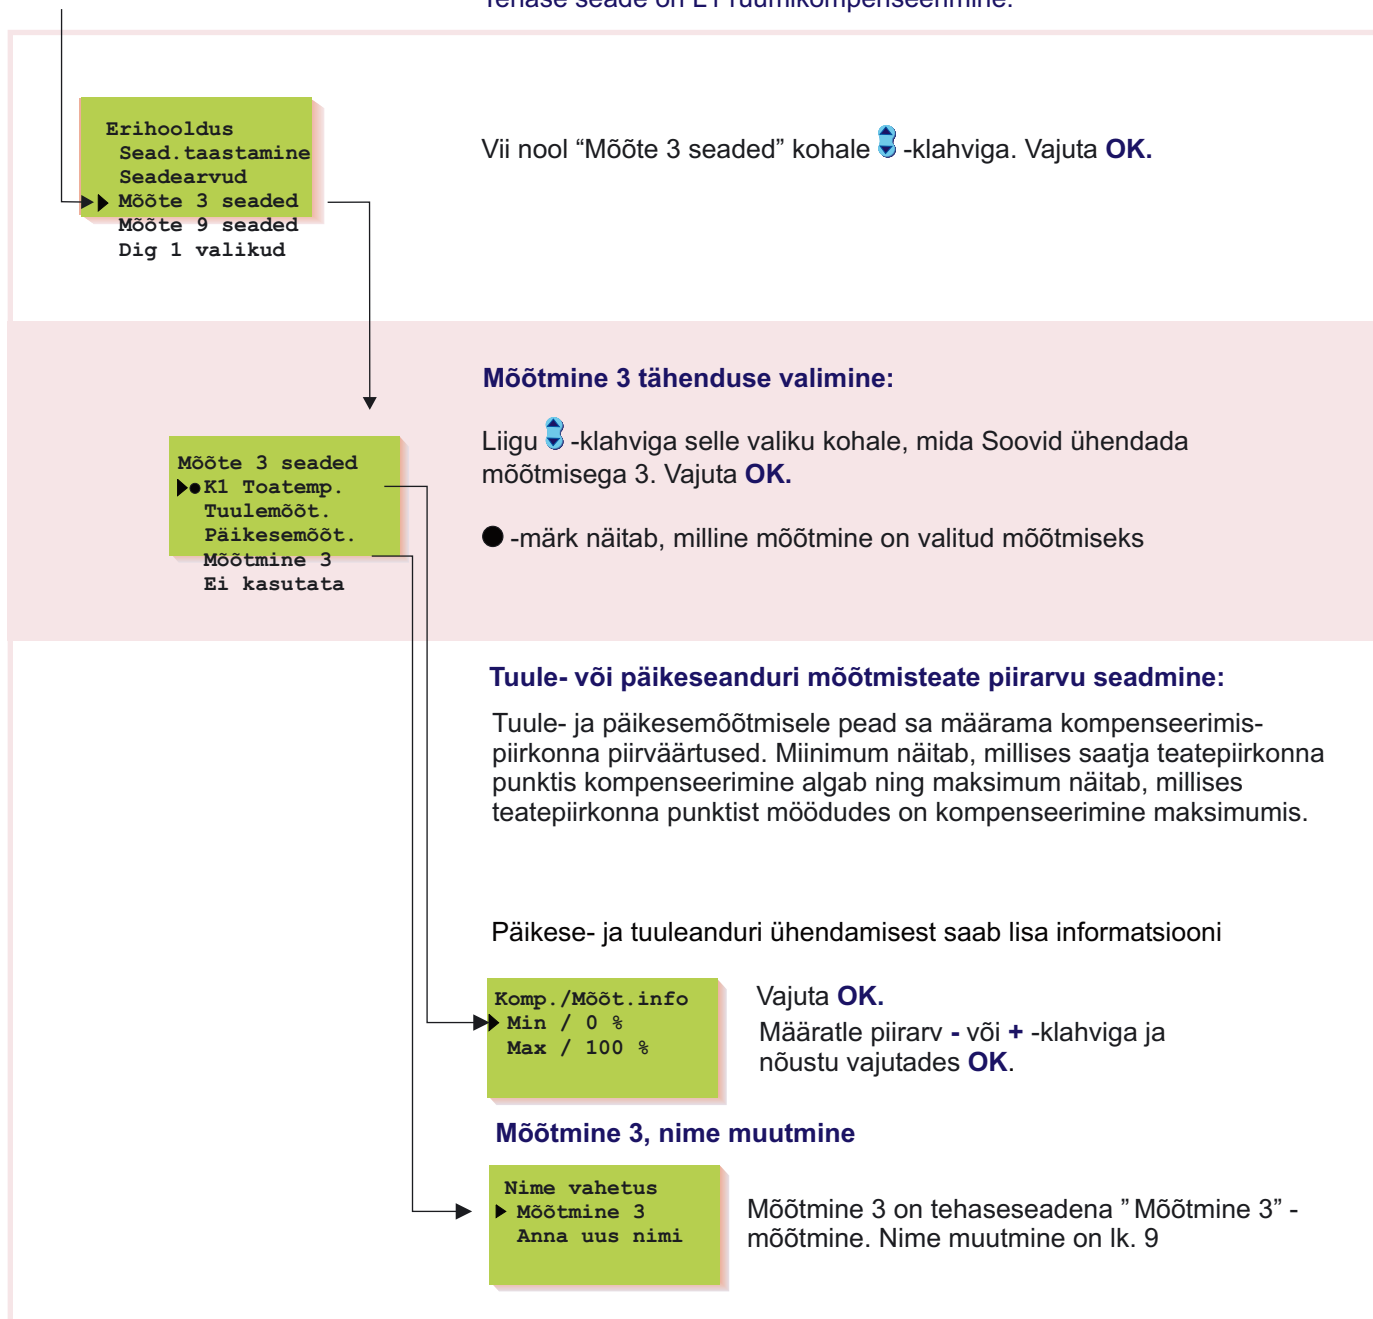 Tehase seade on L1 ruumikompenseerimine.
Erihooldus
Sead.taastamine
Seadearvud
Mõõte 3 seaded
Mõõte 9 seaded
Dig 1 valikud
Vii nool “Mõõte 3 seaded” kohale -klahviga. Vajuta OK.
Mõõtmine 3 tähenduse valimine:
Liigu -klahviga selle valiku kohale, mida Soovid ühendada
mõõtmisega 3. Vajuta OK.
● -märk näitab, milline mõõtmine on valitud mõõtmiseks
Mõõte 3 seaded
●K1 Toatemp.
Tuulemõõt.
Päikesemõõt.
Mõõtmine 3
Ei kasutata
Tuule- või päikeseanduri mõõtmisteate piirarvu seadmine:
Tuule- ja päikesemõõtmisele pead sa määrama kompenseerimis-
piirkonna piirväärtused. Miinimum näitab, millises saatja teatepiirkonna
punktis kompenseerimine algab ning maksimum näitab, millises
teatepiirkonna punktist möödudes on kompenseerimine maksimumis.
Päikese- ja tuuleanduri ühendamisest saab lisa informatsiooni
Komp./Mõõt.info
Min / 0 %
Max / 100 %
Vajuta OK.
Määratle piirarv - või + -klahviga ja
nõustu vajutades OK.
Mõõtmine 3, nime muutmine
Nime vahetus
Mõõtmine 3
Anna uus nimi
Mõõtmine 3 on tehaseseadena ” Mõõtmine 3” -
mõõtmine. Nime muutmine on lk. 9